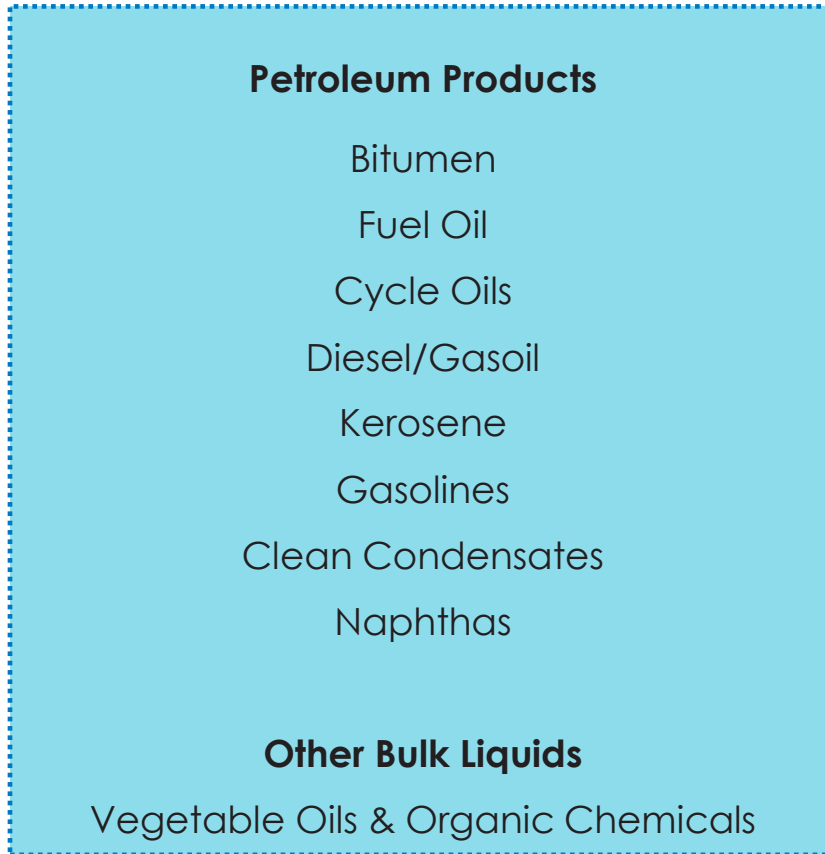 Petroleum Products
Bitumen
Fuel Oil
Cycle Oils
Diesel/Gasoil
Kerosene
Gasolines
Clean Condensates
Naphthas
Other Bulk Liquids
Vegetable Oils & Organic Chemicals